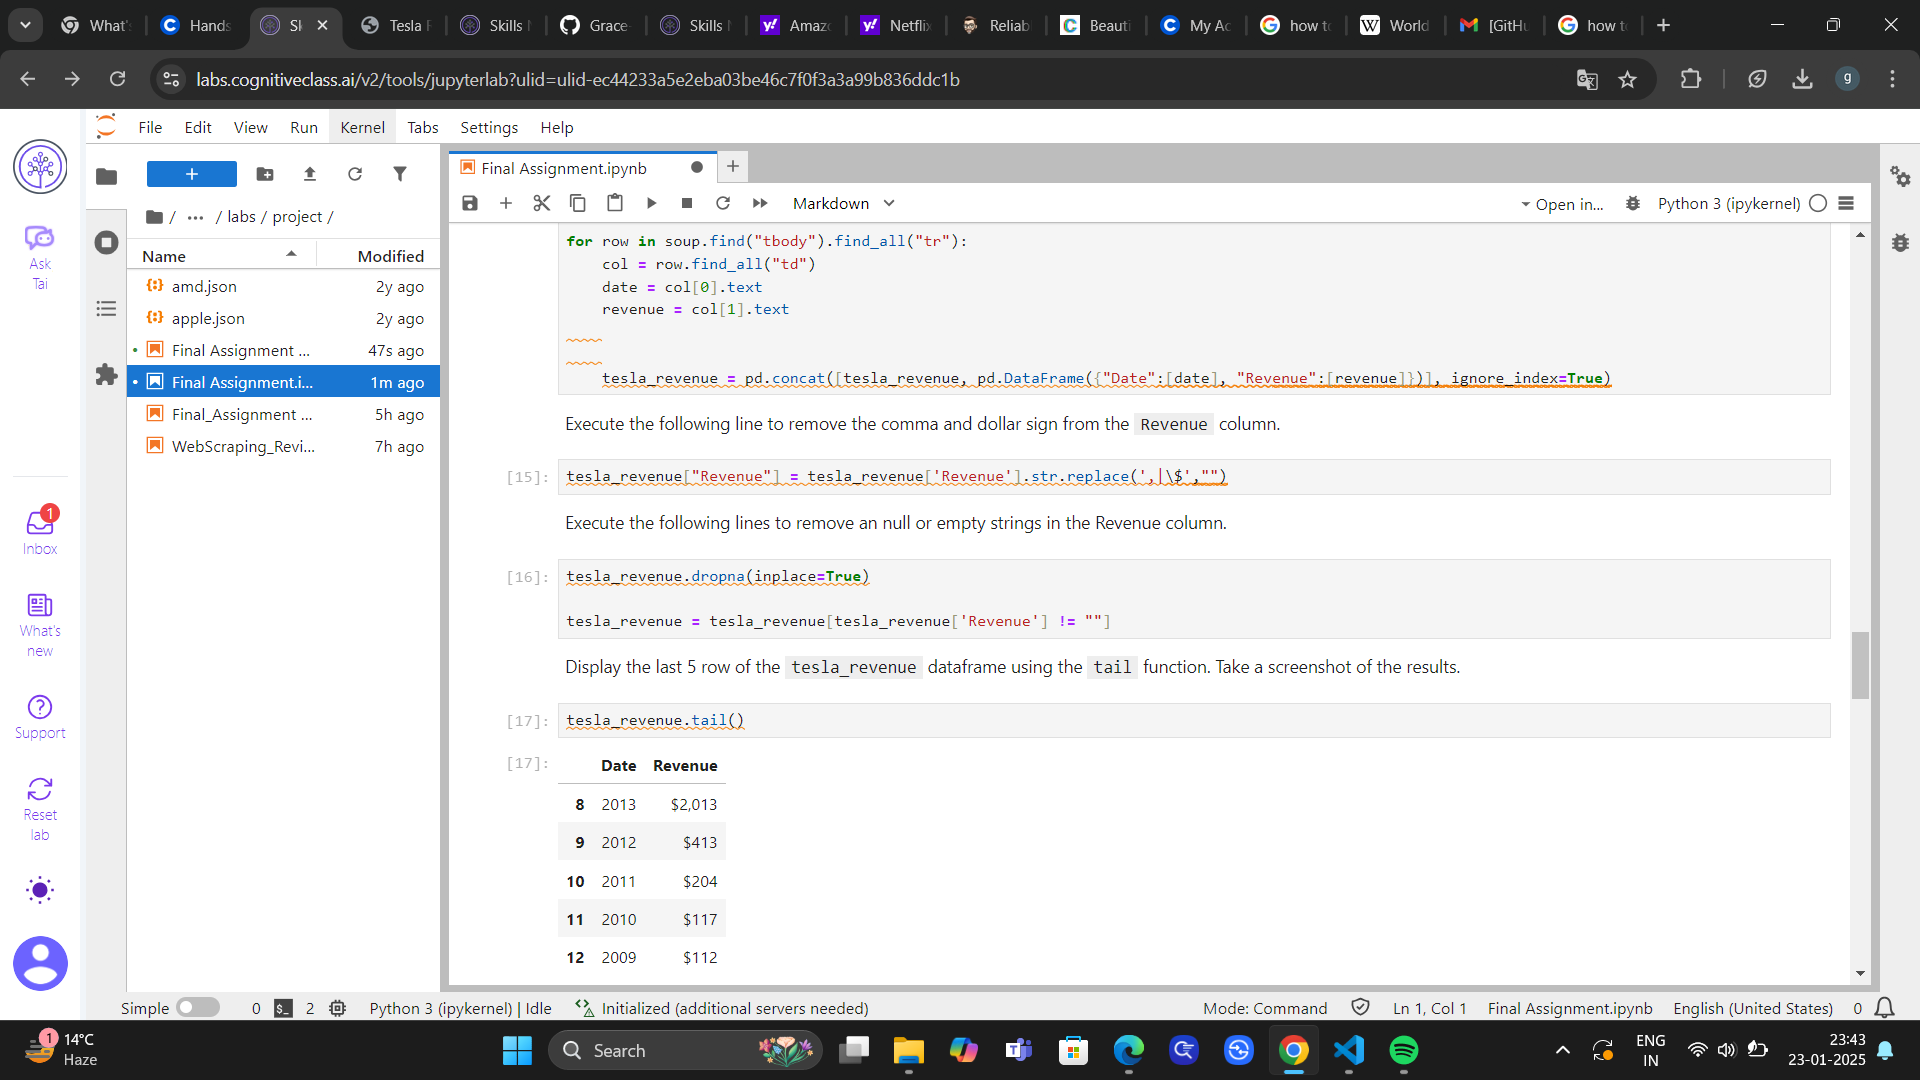 What'
Hands
Sk
Tesla F
Skills N
Grace-
Skills N
Amaz
Netflix
Reliab
Beauti
My Ac
how to
World
[GitHu
how to
labs.cognitiveclass.ai/v2/tools/jupyterlab?ulid=ulid-ec44233a5e2eba03be46c7f0f3a3a99b836ddc1b
g
File Edit View Run Kernel Tabs Settings Help
Ask
Tai
1
Inbox
What's
new
Support
Reset
lab
/ ... / labs / project /
Name Modified
amd.json 2y ago
apple.json 2y ago
Final Assignment ... 47s ago
Final Assignment.i... 1m ago
Final_Assignment ... 5h ago
WebScraping_Revi... 7h ago
Final Assignment.ipynb
Markdown
Open in...
Python 3 (ipykernel)
for row in soup.find("tbody").find_all("tr"):
    col = row.find_all("td")
    date = col[0].text
    revenue = col[1].text
    tesla_revenue = pd.concat([tesla_revenue, pd.DataFrame({"Date":[date], "Revenue":[revenue]})], ignore_index=True)
Execute the following line to remove the comma and dollar sign from the Revenue column.
[15]: tesla_revenue["Revenue"] = tesla_revenue['Revenue'].str.replace(',|\$',"")
Execute the following lines to remove an null or empty strings in the Revenue column.
[16]: tesla_revenue.dropna(inplace=True)
tesla_revenue = tesla_revenue[tesla_revenue['Revenue'] != ""]
Display the last 5 row of the tesla_revenue dataframe using the tail function. Take a screenshot of the results.
[17]: tesla_revenue.tail()
[17]: Date Revenue
8 2013 $2,013
9 2012 $413
10 2011 $204
11 2010 $117
12 2009 $112
Simple 0 $_ 2 Python 3 (ipykernel) | Idle Initialized (additional servers needed) Mode: Command Ln 1, Col 1 Final Assignment.ipynb English (United States) 0
1
14°C
Haze
Search
ENG
IN
23:43
23-01-2025